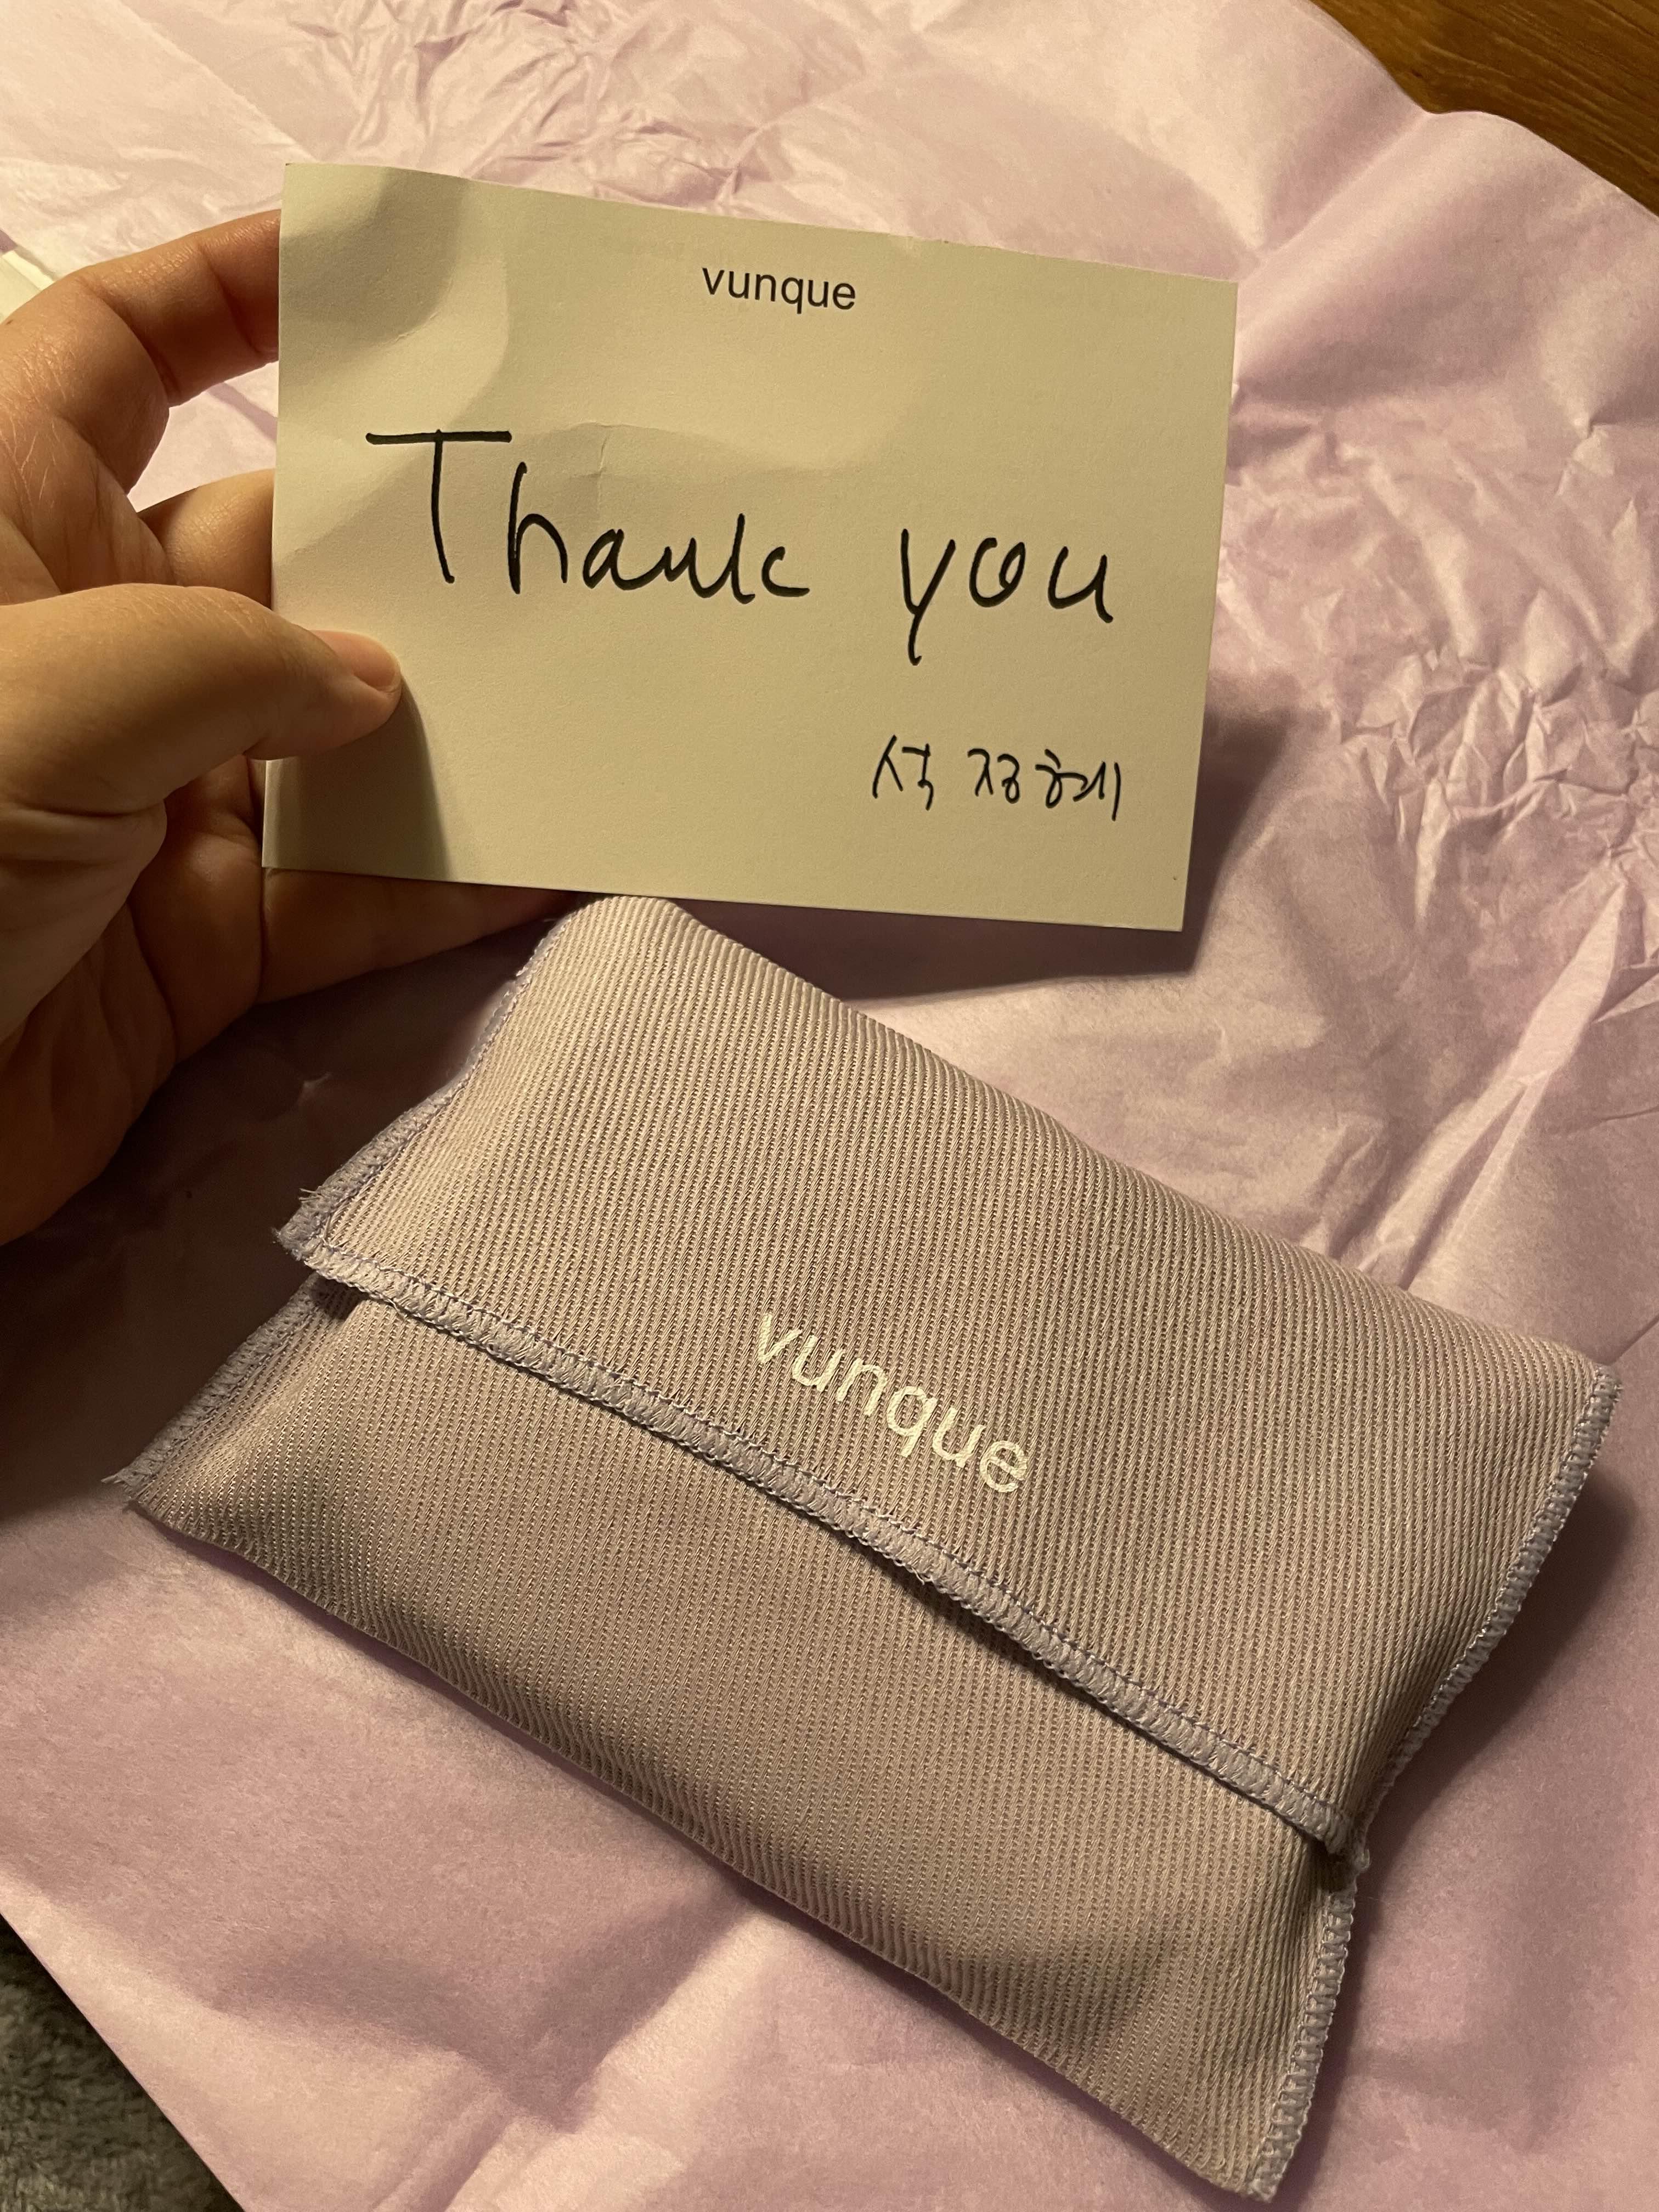 vunque
Thank you
석정혜
vunque